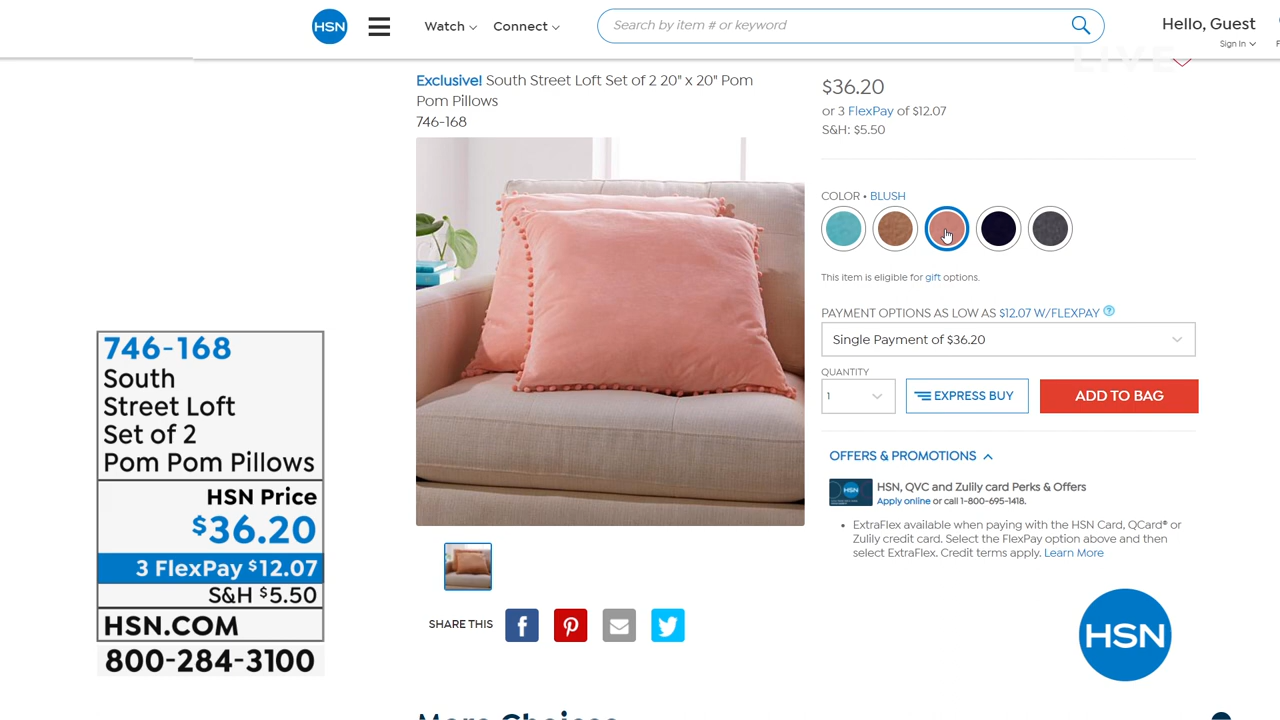 HSN
Watch
Connect
Search by item # or keyword
Hello, Guest
Sign In
LIVE
Exclusive! South Street Loft Set of 2 20" x 20" Pom
Pom Pillows
746-168
$36.20
or 3 FlexPay of $12.07
S&H: $5.50
COLOR • BLUSH
This item is eligible for gift options.
PAYMENT OPTIONS AS LOW AS $12.07 W/FLEXPAY ?
Single Payment of $36.20
QUANTITY
1
EXPRESS BUY
ADD TO BAG
OFFERS & PROMOTIONS
HSN
HSN, QVC and Zulily card Perks & Offers
Apply online or call 1-800-695-1418.
• ExtraFlex available when paying with the HSN Card, QCard® or
Zulily credit card. Select the FlexPay option above and then
select ExtraFlex. Credit terms apply. Learn More
SHARE THIS
746-168
South
Street Loft
Set of 2
Pom Pom Pillows
HSN Price
$36.20
3 FlexPay $12.07
S&H $5.50
HSN.COM
800-284-3100
HSN
More Choices